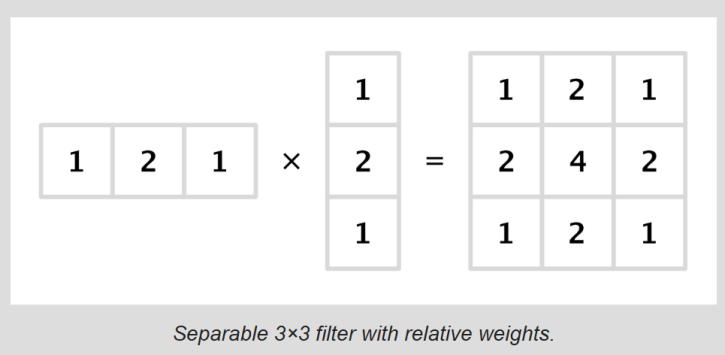 1 1 2 1
1 2 1 × 2 = 2 4 2
1 1 2 1
Separable 3×3 filter with relative weights.